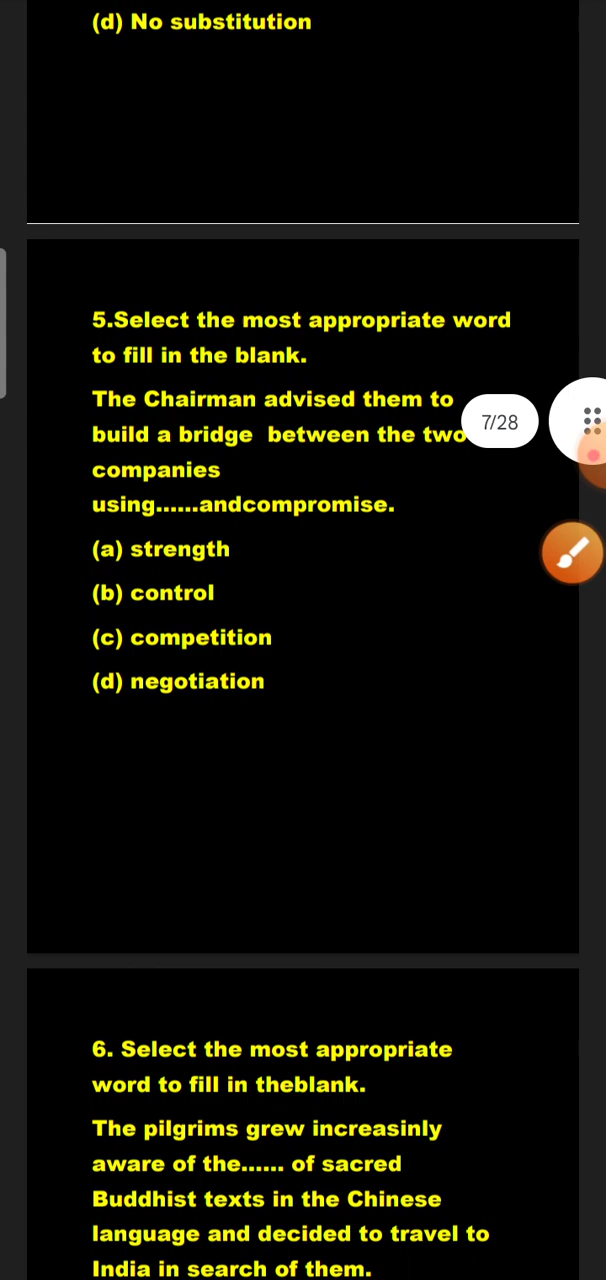 (d) No substitution
5.Select the most appropriate word
to fill in the blank.
The Chairman advised them to
build a bridge between the two
companies
using......andcompromise.
(a) strength
(b) control
(c) competition
(d) negotiation
7/28
6. Select the most appropriate
word to fill in theblank.
The pilgrims grew increasinly
aware of the...... of sacred
Buddhist texts in the Chinese
language and decided to travel to
India in search of them.